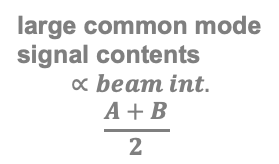 large common mode
signal contents
∝ beam int.
A + B
2